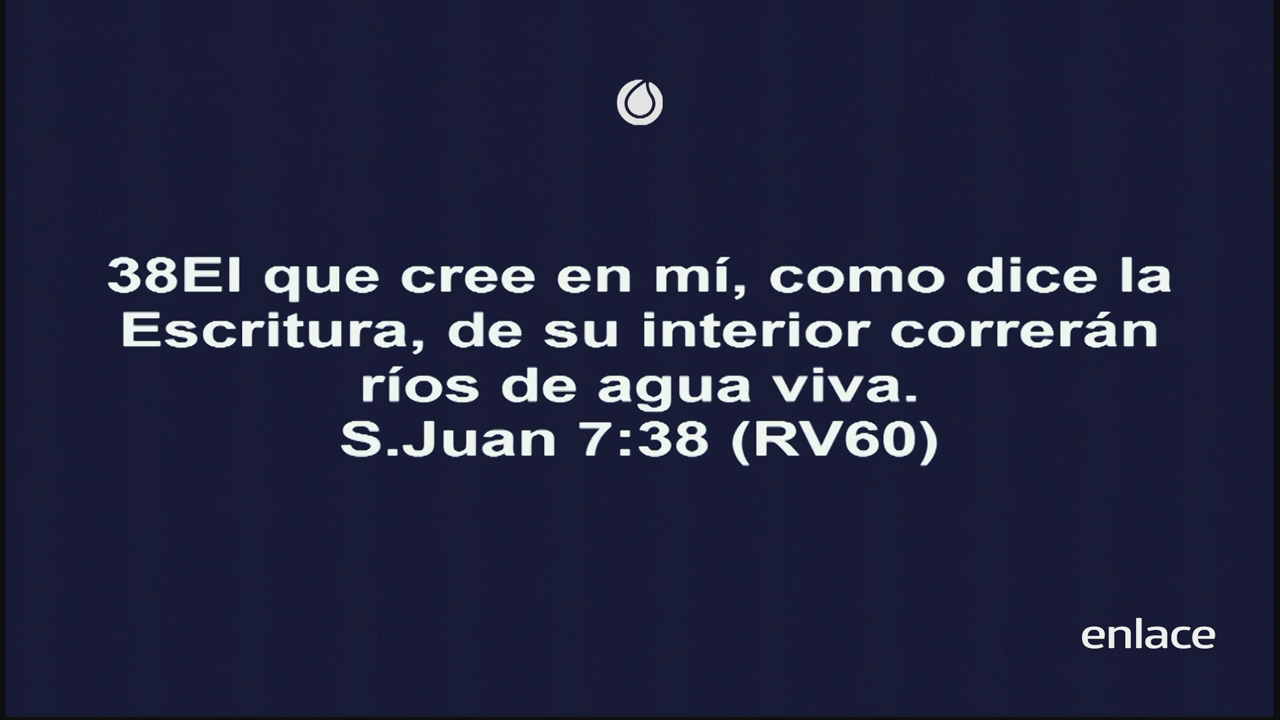 38El que cree en mí, como dice la
Escritura, de su interior correrán
ríos de agua viva.
S.Juan 7:38 (RV60)
enlace